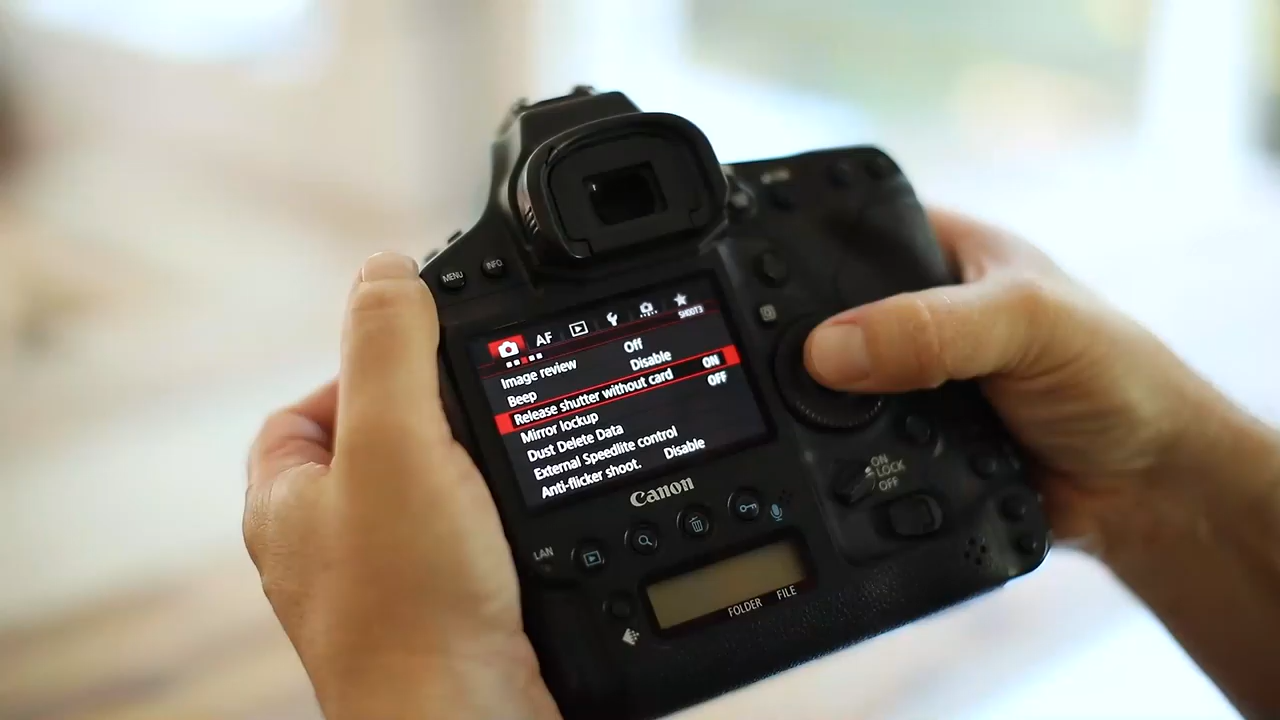 MENU INFO
AF
SHOOT3
Image review Off
Beep Disable
Release shutter without card ON
Mirror lockup OFF
Dust Delete Data
External Speedlite control
Anti-flicker shoot. Disable
Canon
ON
LOCK
OFF
LAN
FOLDER FILE